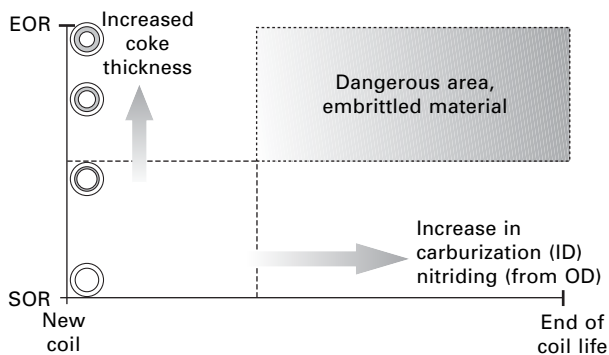 EOR
Increased
coke
thickness
Dangerous area,
embrittled material
Increase in
carburization (ID)
nitriding (from OD)
SOR
New
coil
End of
coil life